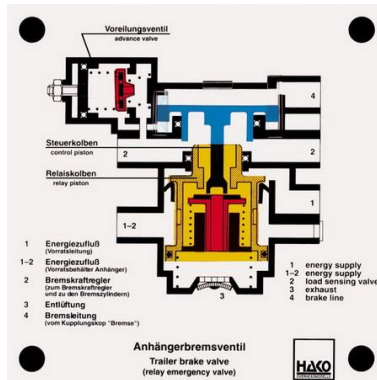 Voreilungsventil
advance valve
4
Steuerkolben
control piston
2
2
Relaiskolben
relay piston
1
1–2
1 Energiezufluß
(Vorratsleitung)
1–2 Energiezufluß
(Vorratsbehälter Anhänger)
2 Bremskraftregler
(zum Bremskraftregler
und zu den Bremszylindern)
3 Entlüftung
4 Bremsleitung
(vom Kupplungskop "Bremse")
3
1 energy supply
1–2 energy supply
2 load sensing valve
3 exhaust
4 brake line
Anhängerbremsventil
Trailer brake valve
(relay emergency valve)
HAKO